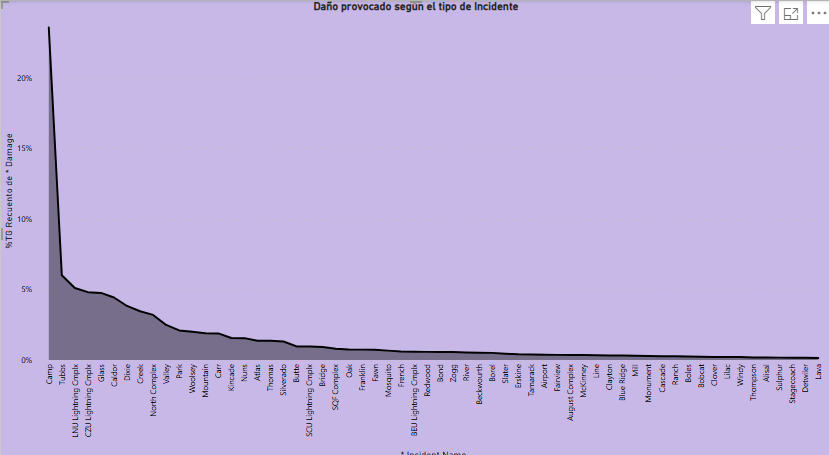 Daño provocado según el tipo de Incidente
%TG Recuento de * Damage
20%
15%
10%
5%
0%
Camp
Tubbs
LNU Lightning Cmplx
CZU Lightning Cmplx
Glass
Caldor
Dixie
Creek
North Complex
Valley
Park
Woolsey
Mountain
Carr
Kincade
Nuns
Atlas
Thomas
Silverado
Butte
SCU Lightning Cmplx
Bridge
SQF Complex
Oak
Franklin
Fawn
Mosquito
French
BEU Lightning Cmplx
Redwood
Bond
Zogg
River
Beckwourth
Borel
Slater
Erskine
Tamarack
Airport
Fairview
August Complex
McKinney
Line
Clayton
Blue Ridge
Mill
Monument
Cascade
Ranch
Boles
Bobcat
Clover
Lilac
Windy
Thompson
Alisal
Sulphur
Stagecoach
Detwiler
Lava
* Incident Name